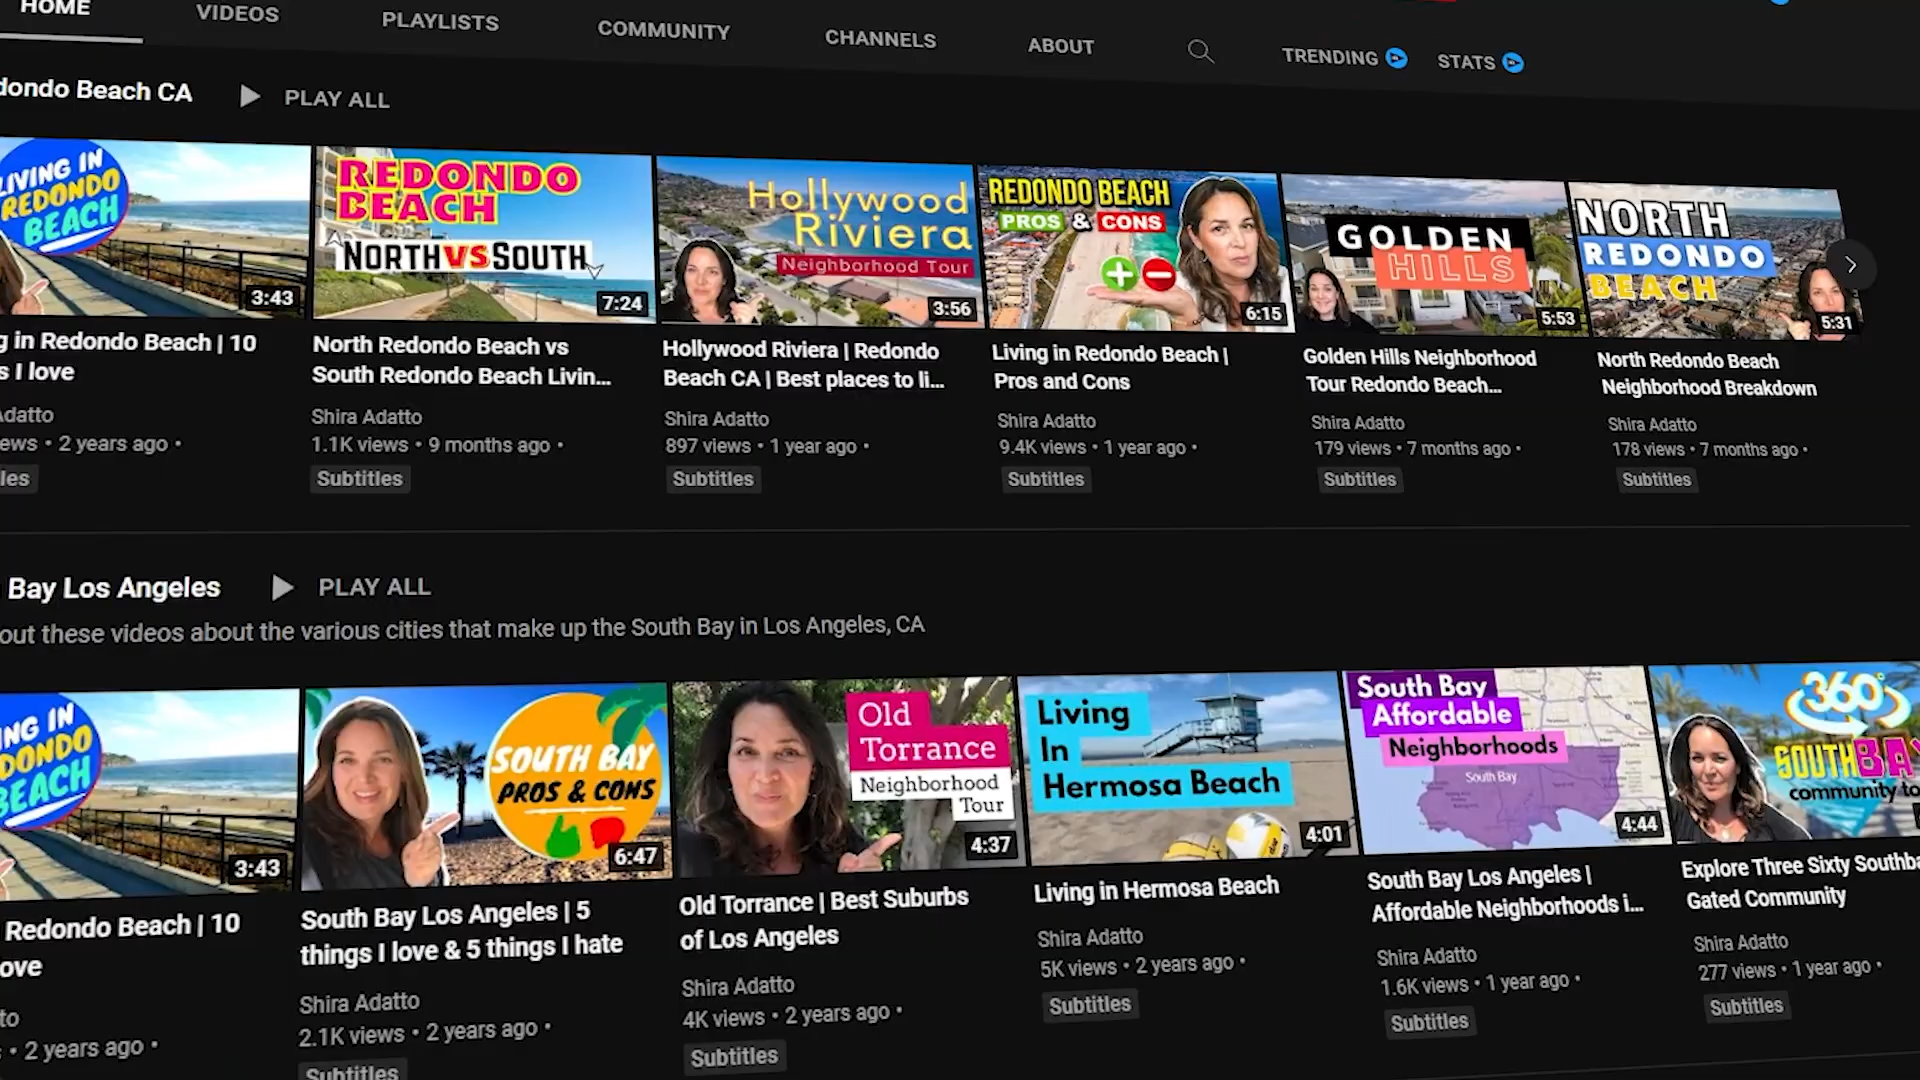 HOME VIDEOS PLAYLISTS COMMUNITY CHANNELS ABOUT TRENDING STATS
dondo Beach CA PLAY ALL
LIVING IN
REDONDO
BEACH
3:43
REDONDO
BEACH
NORTH VS SOUTH
7:24
Hollywood
Riviera
Neighborhood Tour
3:56
REDONDO BEACH
PROS & CONS
6:15
GOLDEN
HILLS
5:53
NORTH
REDONDO
BEACH
5:31
g in Redondo Beach | 10
s I love
Adatto
ews • 2 years ago •
les
North Redondo Beach vs
South Redondo Beach Livin...
Shira Adatto
1.1K views • 9 months ago •
Subtitles
Hollywood Riviera | Redondo
Beach CA | Best places to li...
Shira Adatto
897 views • 1 year ago •
Subtitles
Living in Redondo Beach |
Pros and Cons
Shira Adatto
9.4K views • 1 year ago •
Subtitles
Golden Hills Neighborhood
Tour Redondo Beach...
Shira Adatto
179 views • 7 months ago •
Subtitles
North Redondo Beach
Neighborhood Breakdown
Shira Adatto
178 views • 7 months ago •
Subtitles
Bay Los Angeles PLAY ALL
out these videos about the various cities that make up the South Bay in Los Angeles, CA
ING IN
DONDO
BEACH
3:43
SOUTH BAY
PROS & CONS
6:47
Old
Torrance
Neighborhood
Tour
4:37
Living
In
Hermosa Beach
4:01
South Bay
Affordable
Neighborhoods
South Bay
4:44
360°
SOUTHBA
community to
Redondo Beach | 10
ove
to
• 2 years ago •
South Bay Los Angeles | 5
things I love & 5 things I hate
Shira Adatto
2.1K views • 2 years ago •
Subtitles
Old Torrance | Best Suburbs
of Los Angeles
Shira Adatto
4K views • 2 years ago •
Subtitles
Living in Hermosa Beach
Shira Adatto
5K views • 2 years ago •
Subtitles
South Bay Los Angeles |
Affordable Neighborhoods i...
Shira Adatto
1.6K views • 1 year ago •
Subtitles
Explore Three Sixty Southba
Gated Community
Shira Adatto
277 views • 1 year ago •
Subtitles